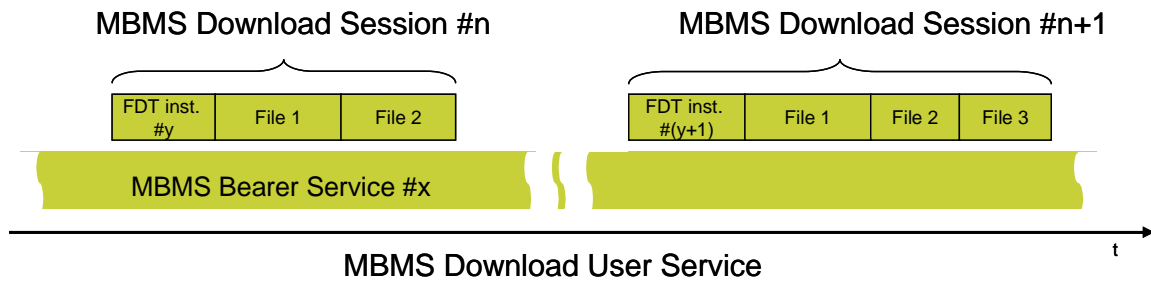 MBMS Download Session #n
MBMS Download Session #n+1
FDT inst.
#y
File 1
File 2
FDT inst.
#(y+1)
File 1
File 2
File 3
MBMS Bearer Service #x
t
MBMS Download User Service